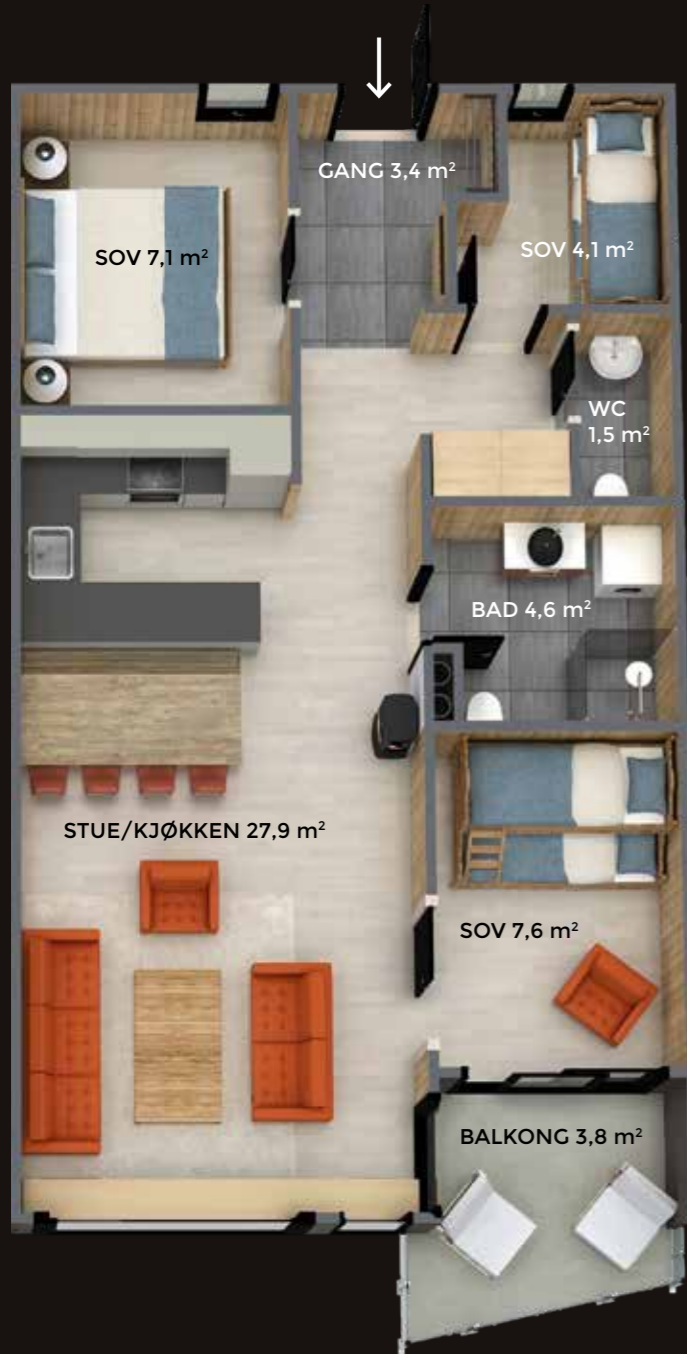 GANG 3,4 m²
SOV 7,1 m²
SOV 4,1 m²
WC
1,5 m²
BAD 4,6 m²
STUE/KJØKKEN 27,9 m²
SOV 7,6 m²
BALKONG 3,8 m²